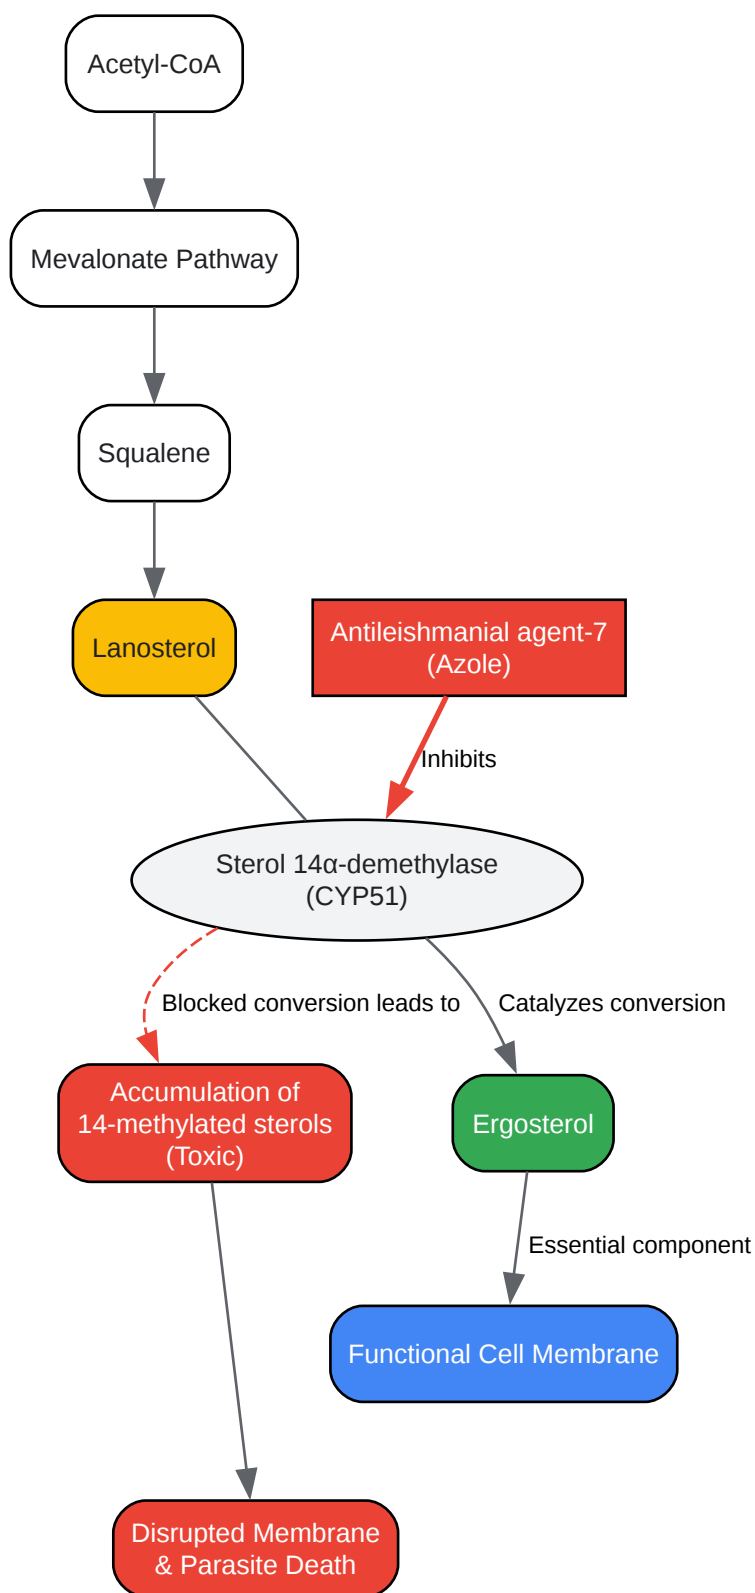 Acetyl-CoA
Mevalonate Pathway
Squalene
Lanosterol
Antileishmanial agent-7
(Azole)
Inhibits
Sterol 14α-demethylase
(CYP51)
Blocked conversion leads to
Catalyzes conversion
Accumulation of
14-methylated sterols
(Toxic)
Ergosterol
Essential component
Functional Cell Membrane
Disrupted Membrane
& Parasite Death